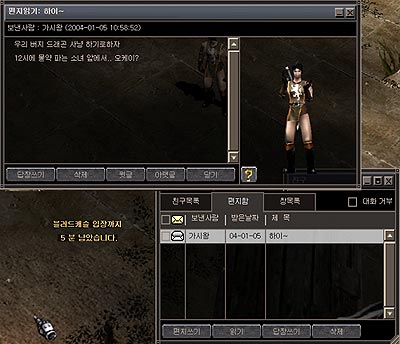 편지읽기: 하이~
보낸사람 : 가시왕 (2004-01-05 10:58:52)
우리 버지 드래곤 사냥 하기로하자
12시에 물약 파는 소녀 앞에서.. 오케이?
답장쓰기 삭제 윗글 아랫글 닫기
블러드캐슬 입장까지
5 분 남았습니다.
친구목록 편지함 창목록 대화 거부
보낸사람 받은날짜 제 목
가시왕 04-01-05 하이~
편지쓰기 읽기 답장쓰기 삭제